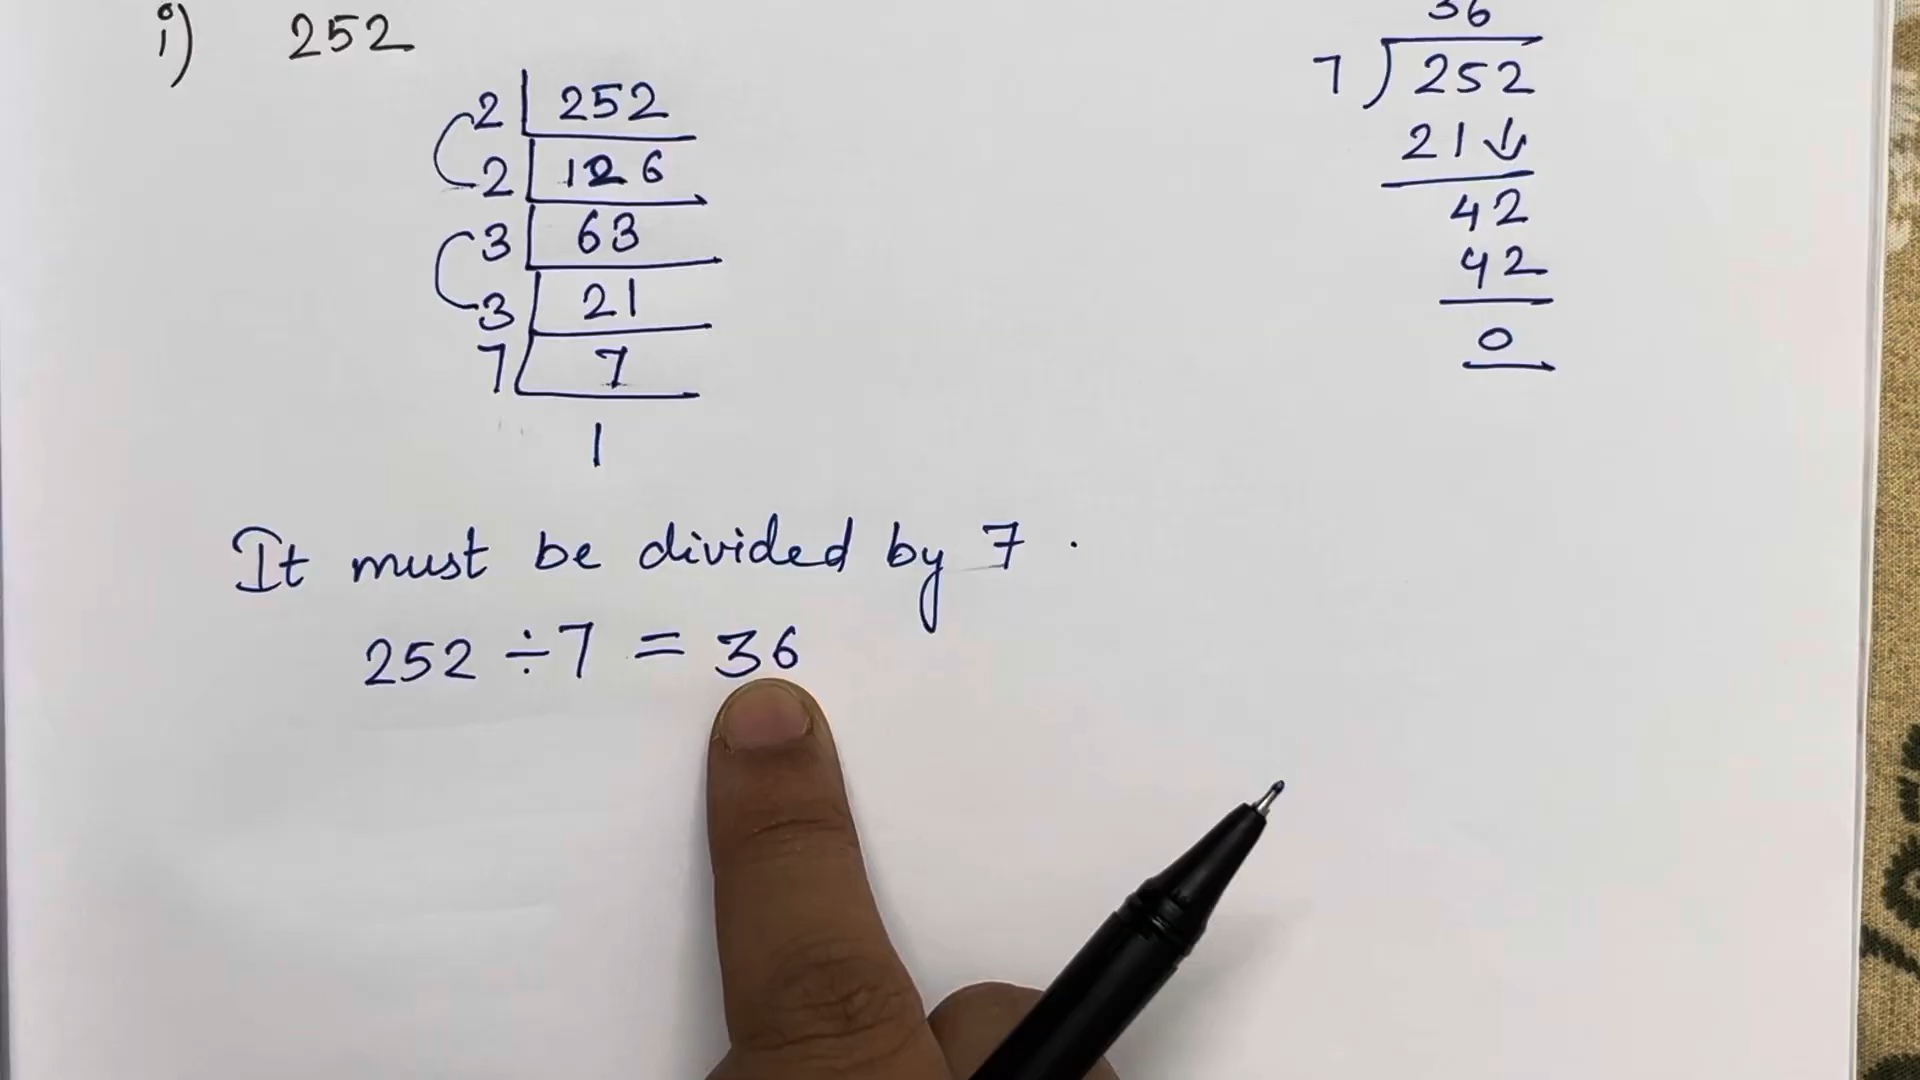 i) 252
2 | 252
2 | 126
3 | 63
3 | 21
7 | 7
1
It must be divided by 7.
252 ÷ 7 = 36
36
7 ) 252
21↓
42
42
0